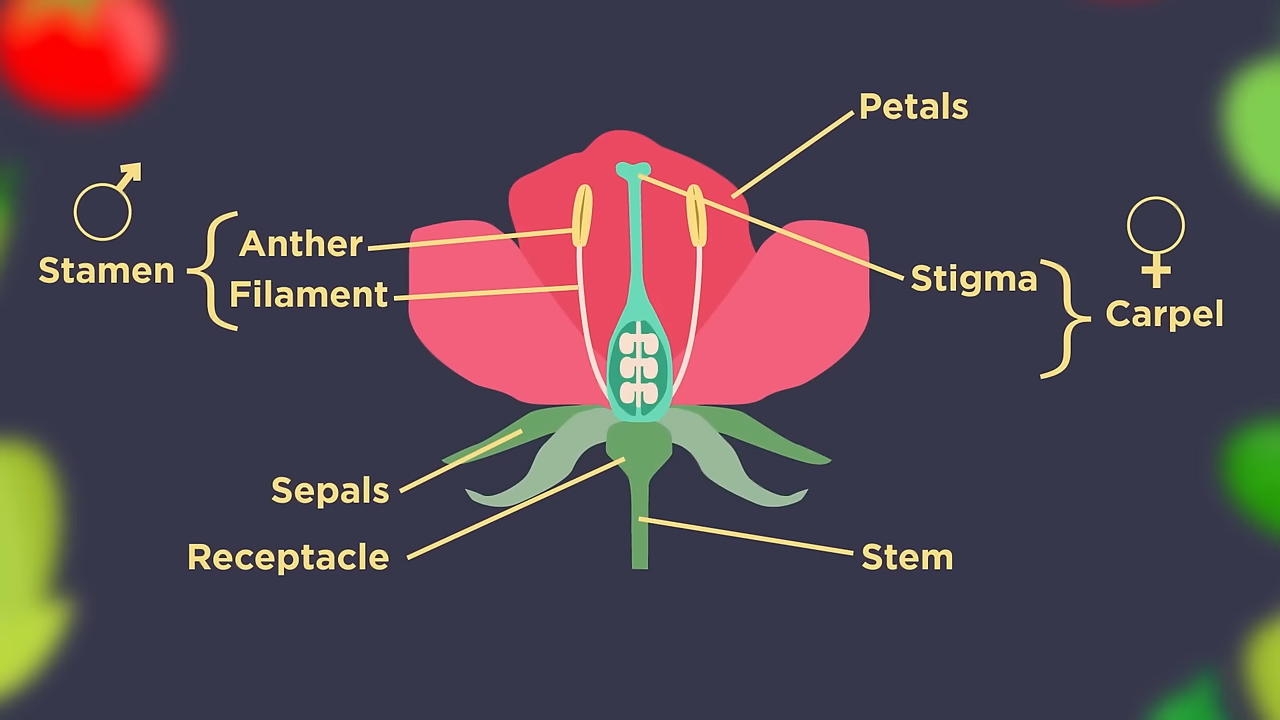 Petals
Anther
Stamen
Filament
Stigma
Carpel
Sepals
Receptacle
Stem